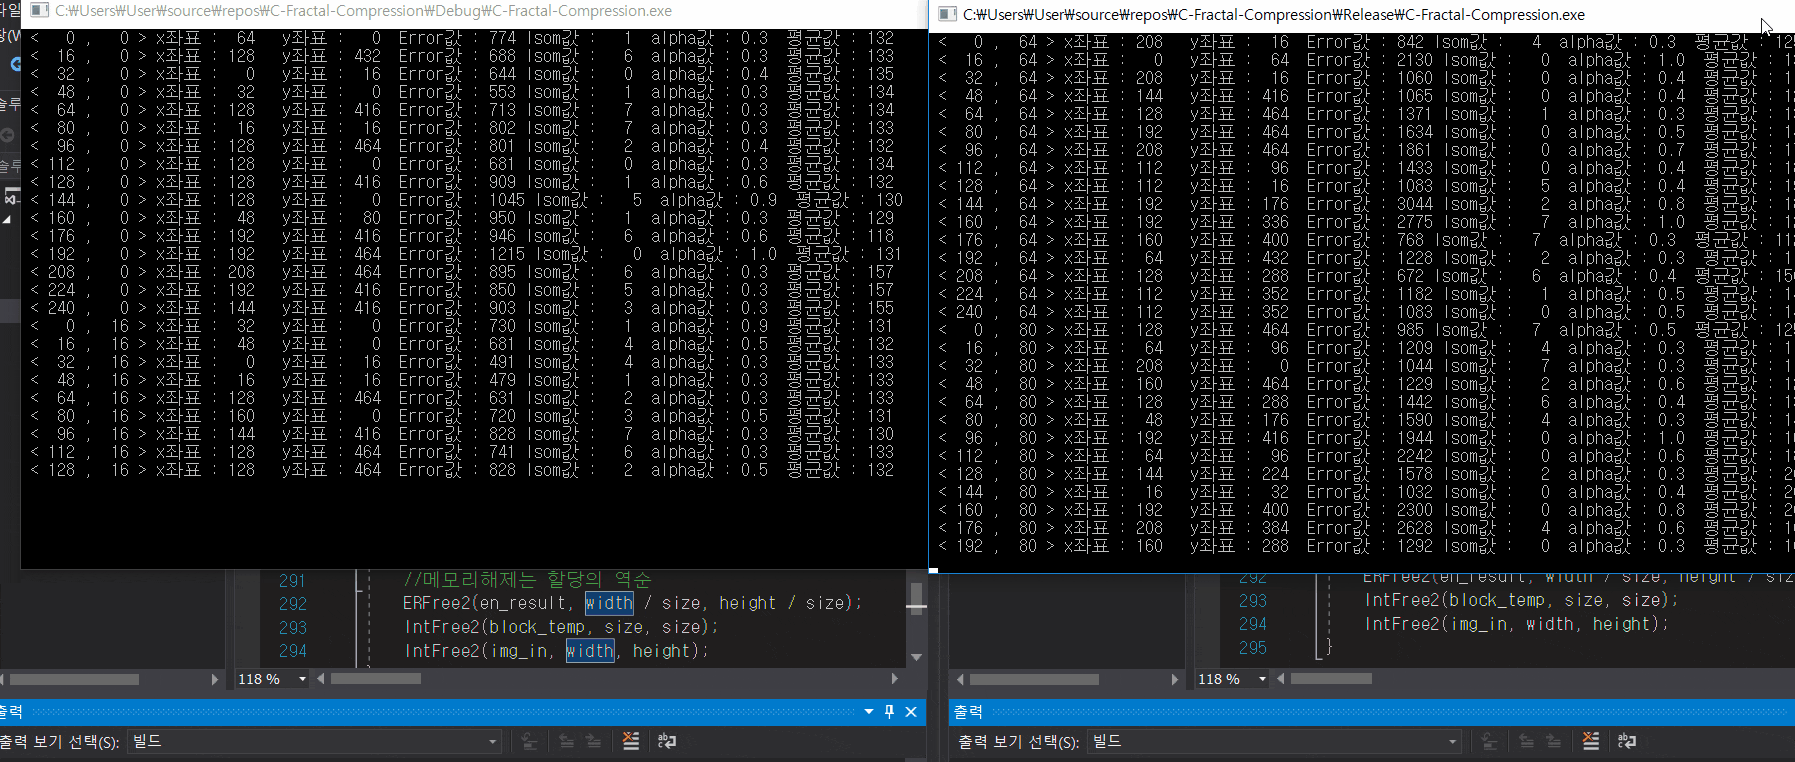 C:￦Users￦User￦source￦repos￦C-Fractal-Compression￦Debug￦C-Fractal-Compression.exe
<   0 ,   0 > x좌표 :  64   y좌표 :   0  Error값 : 774 Isom값 :   1  alpha값 : 0.3  평균값 : 132
<  16 ,   0 > x좌표 : 128   y좌표 : 432  Error값 : 688 Isom값 :   6  alpha값 : 0.3  평균값 : 133
<  32 ,   0 > x좌표 :   0   y좌표 :  16  Error값 : 644 Isom값 :   0  alpha값 : 0.4  평균값 : 135
<  48 ,   0 > x좌표 :  32   y좌표 :   0  Error값 : 553 Isom값 :   1  alpha값 : 0.3  평균값 : 134
<  64 ,   0 > x좌표 : 128   y좌표 : 416  Error값 : 713 Isom값 :   7  alpha값 : 0.3  평균값 : 134
<  80 ,   0 > x좌표 :  16   y좌표 :  16  Error값 : 802 Isom값 :   7  alpha값 : 0.3  평균값 : 133
<  96 ,   0 > x좌표 : 128   y좌표 : 464  Error값 : 801 Isom값 :   2  alpha값 : 0.4  평균값 : 132
< 112 ,   0 > x좌표 : 128   y좌표 :   0  Error값 : 681 Isom값 :   0  alpha값 : 0.3  평균값 : 134
< 128 ,   0 > x좌표 : 128   y좌표 : 416  Error값 : 909 Isom값 :   1  alpha값 : 0.6  평균값 : 132
< 144 ,   0 > x좌표 : 128   y좌표 :   0  Error값 : 1045 Isom값 :   5  alpha값 : 0.9  평균값 : 130
< 160 ,   0 > x좌표 :  48   y좌표 :  80  Error값 : 950 Isom값 :   1  alpha값 : 0.3  평균값 : 129
< 176 ,   0 > x좌표 : 192   y좌표 : 416  Error값 : 946 Isom값 :   6  alpha값 : 0.6  평균값 : 118
< 192 ,   0 > x좌표 : 192   y좌표 : 464  Error값 : 1215 Isom값 :   0  alpha값 : 1.0  평균값 : 131
< 208 ,   0 > x좌표 : 208   y좌표 : 464  Error값 : 895 Isom값 :   6  alpha값 : 0.3  평균값 : 157
< 224 ,   0 > x좌표 : 192   y좌표 : 416  Error값 : 850 Isom값 :   5  alpha값 : 0.3  평균값 : 157
< 240 ,   0 > x좌표 : 144   y좌표 : 416  Error값 : 903 Isom값 :   3  alpha값 : 0.6  평균값 : 155
<   0 ,  16 > x좌표 :  32   y좌표 :   0  Error값 : 730 Isom값 :   1  alpha값 : 0.9  평균값 : 131
<  16 ,  16 > x좌표 :  48   y좌표 :   0  Error값 : 681 Isom값 :   4  alpha값 : 0.5  평균값 : 132
<  32 ,  16 > x좌표 :   0   y좌표 :  16  Error값 : 491 Isom값 :   4  alpha값 : 0.3  평균값 : 133
<  48 ,  16 > x좌표 :  16   y좌표 :  16  Error값 : 479 Isom값 :   1  alpha값 : 0.3  평균값 : 133
<  64 ,  16 > x좌표 : 128   y좌표 : 464  Error값 : 631 Isom값 :   2  alpha값 : 0.3  평균값 : 133
<  80 ,  16 > x좌표 : 160   y좌표 :   0  Error값 : 720 Isom값 :   3  alpha값 : 0.5  평균값 : 131
<  96 ,  16 > x좌표 : 144   y좌표 : 416  Error값 : 828 Isom값 :   7  alpha값 : 0.3  평균값 : 130
< 112 ,  16 > x좌표 : 128   y좌표 : 464  Error값 : 741 Isom값 :   6  alpha값 : 0.3  평균값 : 133
< 128 ,  16 > x좌표 : 128   y좌표 : 464  Error값 : 828 Isom값 :   2  alpha값 : 0.5  평균값 : 132
291 //메모리해제는 할당의 역순
292 ERFree2(en_result, width / size, height / size);
293 IntFree2(block_temp, size, size);
294 IntFree2(img_in, width, height);
118 %
출력
출력 보기 선택(S): 빌드
C:￦Users￦User￦source￦repos￦C-Fractal-Compression￦Release￦C-Fractal-Compression.exe
<   0 ,  64 > x좌표 : 208   y좌표 :  16  Error값 : 842 Isom값 :   4  alpha값 : 0.3  평균값 :
<  16 ,  64 > x좌표 :   0   y좌표 :  64  Error값 : 2130 Isom값 :   0  alpha값 : 1.0  평균값 :
<  32 ,  64 > x좌표 : 208   y좌표 :  16  Error값 : 1060 Isom값 :   0  alpha값 : 0.4  평균값 :
<  48 ,  64 > x좌표 : 144   y좌표 : 416  Error값 : 1065 Isom값 :   0  alpha값 : 0.4  평균값 :
<  64 ,  64 > x좌표 : 128   y좌표 : 464  Error값 : 1371 Isom값 :   1  alpha값 : 0.3  평균값 :
<  80 ,  64 > x좌표 : 192   y좌표 : 464  Error값 : 1634 Isom값 :   0  alpha값 : 0.5  평균값 :
<  96 ,  64 > x좌표 : 208   y좌표 : 464  Error값 : 1861 Isom값 :   0  alpha값 : 0.7  평균값 :
< 112 ,  64 > x좌표 : 112   y좌표 :  96  Error값 : 1433 Isom값 :   0  alpha값 : 0.4  평균값 :
< 128 ,  64 > x좌표 : 112   y좌표 :  16  Error값 : 1083 Isom값 :   5  alpha값 : 0.4  평균값 :
< 144 ,  64 > x좌표 : 192   y좌표 : 176  Error값 : 3044 Isom값 :   2  alpha값 : 0.8  평균값 :
< 160 ,  64 > x좌표 : 192   y좌표 : 336  Error값 : 2775 Isom값 :   7  alpha값 : 1.0  평균값 :
< 176 ,  64 > x좌표 : 160   y좌표 : 400  Error값 : 768 Isom값 :   7  alpha값 : 0.3  평균값 :
< 192 ,  64 > x좌표 :  64   y좌표 : 432  Error값 : 1228 Isom값 :   2  alpha값 : 0.3  평균값 :
< 208 ,  64 > x좌표 : 128   y좌표 : 288  Error값 : 672 Isom값 :   6  alpha값 : 0.4  평균값 :
< 224 ,  64 > x좌표 : 112   y좌표 : 352  Error값 : 1182 Isom값 :   1  alpha값 : 0.5  평균값 :
< 240 ,  64 > x좌표 : 112   y좌표 : 352  Error값 : 1083 Isom값 :   0  alpha값 : 0.5  평균값 :
<   0 ,  80 > x좌표 : 128   y좌표 : 464  Error값 : 985 Isom값 :   7  alpha값 : 0.5  평균값 :
<  16 ,  80 > x좌표 :  64   y좌표 :  96  Error값 : 1209 Isom값 :   4  alpha값 : 0.3  평균값 :
<  32 ,  80 > x좌표 : 208   y좌표 :   0  Error값 : 1044 Isom값 :   7  alpha값 : 0.3  평균값 :
<  48 ,  80 > x좌표 : 160   y좌표 : 464  Error값 : 1229 Isom값 :   2  alpha값 : 0.6  평균값 :
<  64 ,  80 > x좌표 : 128   y좌표 : 288  Error값 : 1442 Isom값 :   6  alpha값 : 0.4  평균값 :
<  80 ,  80 > x좌표 :  48   y좌표 : 176  Error값 : 1590 Isom값 :   4  alpha값 : 0.3  평균값 :
<  96 ,  80 > x좌표 : 192   y좌표 : 416  Error값 : 1944 Isom값 :   0  alpha값 : 1.0  평균값 :
< 112 ,  80 > x좌표 :  64   y좌표 :  96  Error값 : 2242 Isom값 :   0  alpha값 : 0.6  평균값 :
< 128 ,  80 > x좌표 : 144   y좌표 : 224  Error값 : 1578 Isom값 :   2  alpha값 : 0.3  평균값 :
< 144 ,  80 > x좌표 :  16   y좌표 :  32  Error값 : 1032 Isom값 :   0  alpha값 : 0.4  평균값 :
< 160 ,  80 > x좌표 : 192   y좌표 : 400  Error값 : 2300 Isom값 :   0  alpha값 : 0.8  평균값 :
< 176 ,  80 > x좌표 : 208   y좌표 : 384  Error값 : 2628 Isom값 :   4  alpha값 : 0.6  평균값 :
< 192 ,  80 > x좌표 : 160   y좌표 : 288  Error값 : 1292 Isom값 :   0  alpha값 : 0.3  평균값 :
292 ERFree2(en_result, width / size, height / siz
293 IntFree2(block_temp, size, size);
294 IntFree2(img_in, width, height);
295 }
118 %
출력
출력 보기 선택(S): 빌드